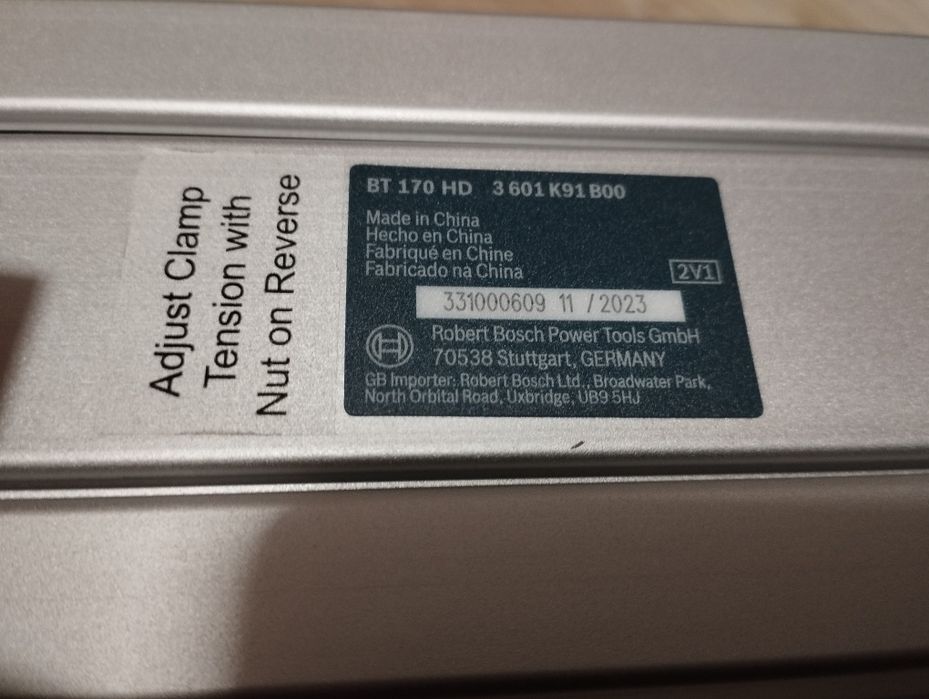 Adjust Clamp
Tension with
Nut on Reverse
BT 170 HD 3 601 K91 B00
Made in China
Hecho en China
Fabriqué en Chine
Fabricado na China
2V1
331000609 11 / 2023
Robert Bosch Power Tools GmbH
70538 Stuttgart, GERMANY
GB Importer: Robert Bosch Ltd., Broadwater Park,
North Orbital Road, Uxbridge, UB9 5HJ